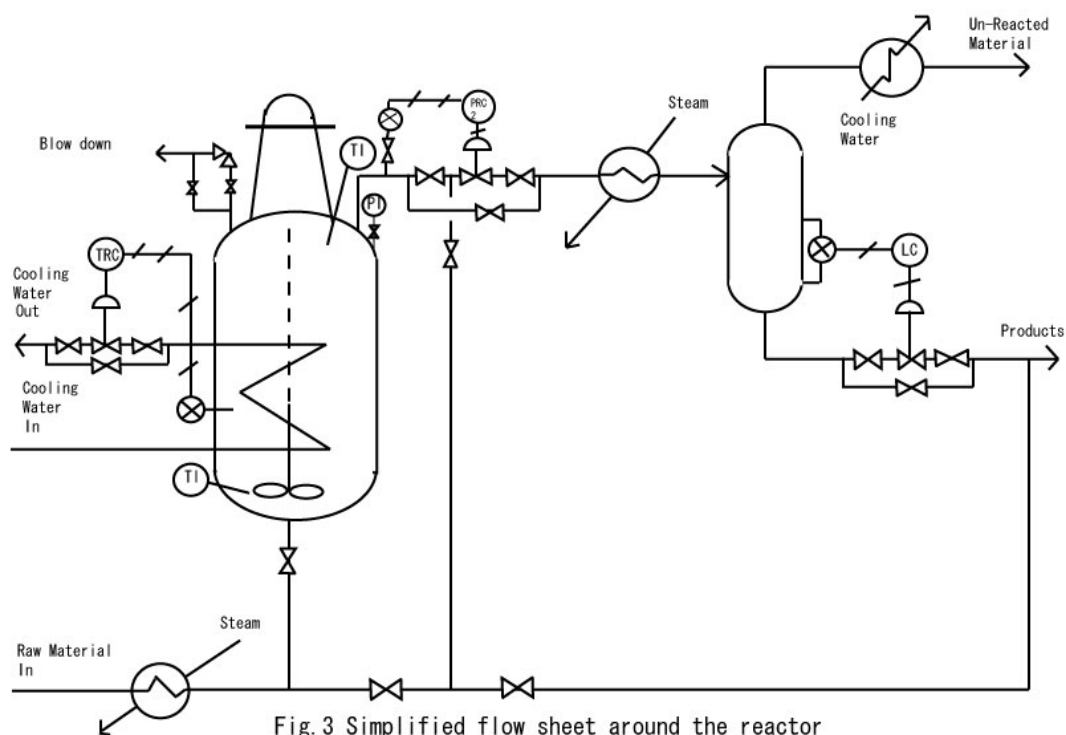 Un-Reacted
Material
Cooling
Water
Steam
PRC
2
TI
PI
Blow down
TRC
Cooling
Water
Out
LC
Products
Cooling
Water
In
TI
Steam
Raw Material
In
Fig.3 Simplified flow sheet around the reactor